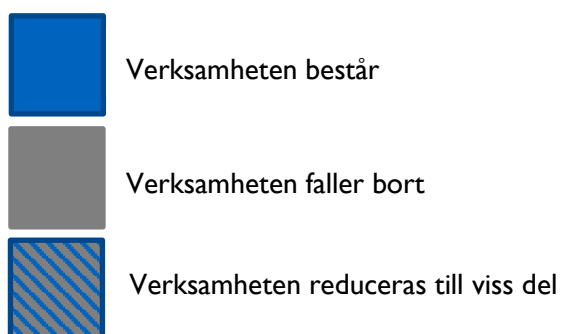 Verksamheten består
Verksamheten faller bort
Verksamheten reduceras till viss del